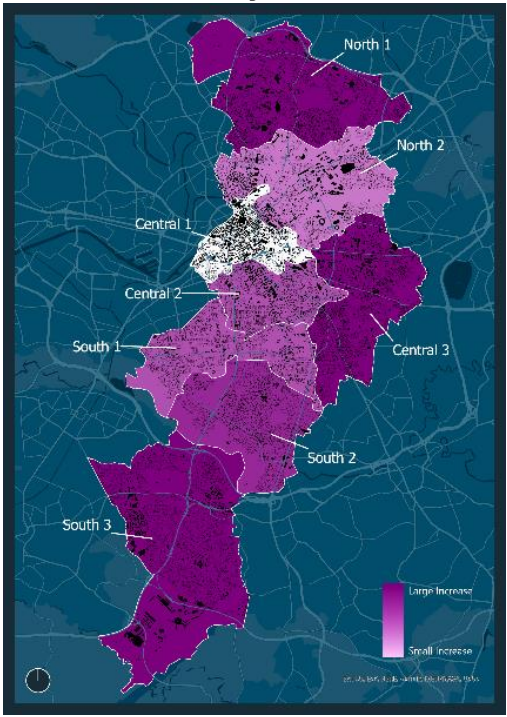 North 1
North 2
Central 1
Central 2
South 1
Central 3
South 2
South 3
Large Increase
Small Increase